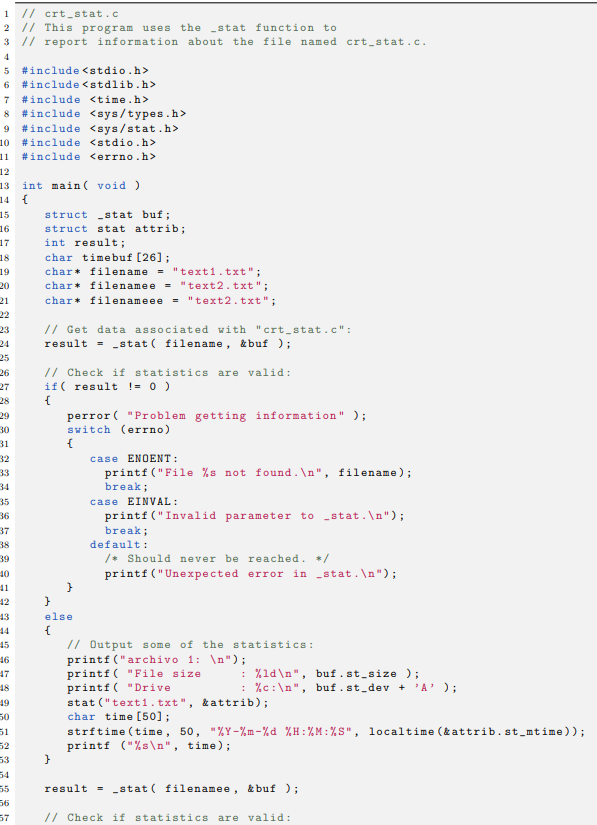 1 // crt_stat.c
2 // This program uses the _stat function to
3 // report information about the file named crt_stat.c.
4
5 #include<stdio.h>
6 #include<stdlib.h>
7 #include <time.h>
8 #include <sys/types.h>
9 #include <sys/stat.h>
10 #include <stdio.h>
11 #include <errno.h>
12
13 int main( void )
14 {
15    struct _stat buf;
16    struct stat attrib;
17    int result;
18    char timebuf[26];
19    char* filename = "text1.txt";
20    char* filenamee = "text2.txt";
21    char* filenameee = "text2.txt";
22
23    // Get data associated with "crt_stat.c":
24    result = _stat( filename, &buf );
25
26    // Check if statistics are valid:
27    if( result != 0 )
28    {
29       perror( "Problem getting information" );
30       switch (errno)
31       {
32          case ENOENT:
33            printf("File %s not found.\n", filename);
34            break;
35          case EINVAL:
36            printf("Invalid parameter to _stat.\n");
37            break;
38          default:
39            /* Should never be reached. */
40            printf("Unexpected error in _stat.\n");
41       }
42    }
43    else
44    {
45       // Output some of the statistics:
46       printf("archivo 1: \n");
47       printf( "File size     : %ld\n", buf.st_size );
48       printf( "Drive         : %c:\n", buf.st_dev + 'A' );
49       stat("text1.txt", &attrib);
50       char time[50];
51       strftime(time, 50, "%Y-%m-%d %H:%M:%S", localtime(&attrib.st_mtime));
52       printf ("%s\n", time);
53    }
54
55    result = _stat( filenamee, &buf );
56
57    // Check if statistics are valid: